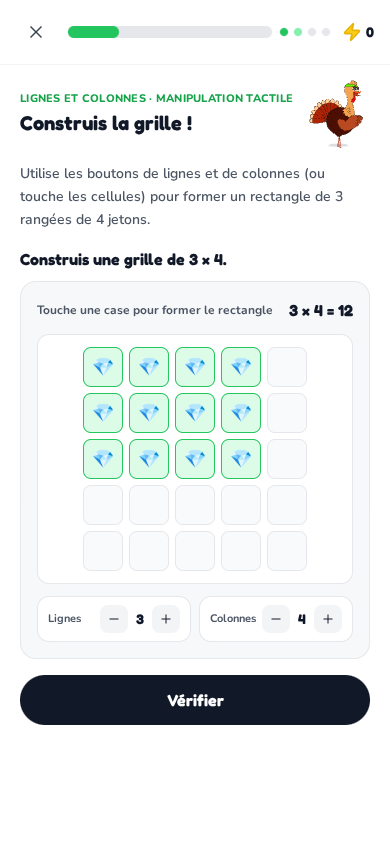 0
LIGNES ET COLONNES · MANIPULATION TACTILE
Construis la grille !
Utilise les boutons de lignes et de colonnes (ou
touche les cellules) pour former un rectangle de 3
rangées de 4 jetons.
Construis une grille de 3 × 4.
Touche une case pour former le rectangle 3 × 4 = 12
Lignes − 3 + Colonnes − 4 +
Vérifier